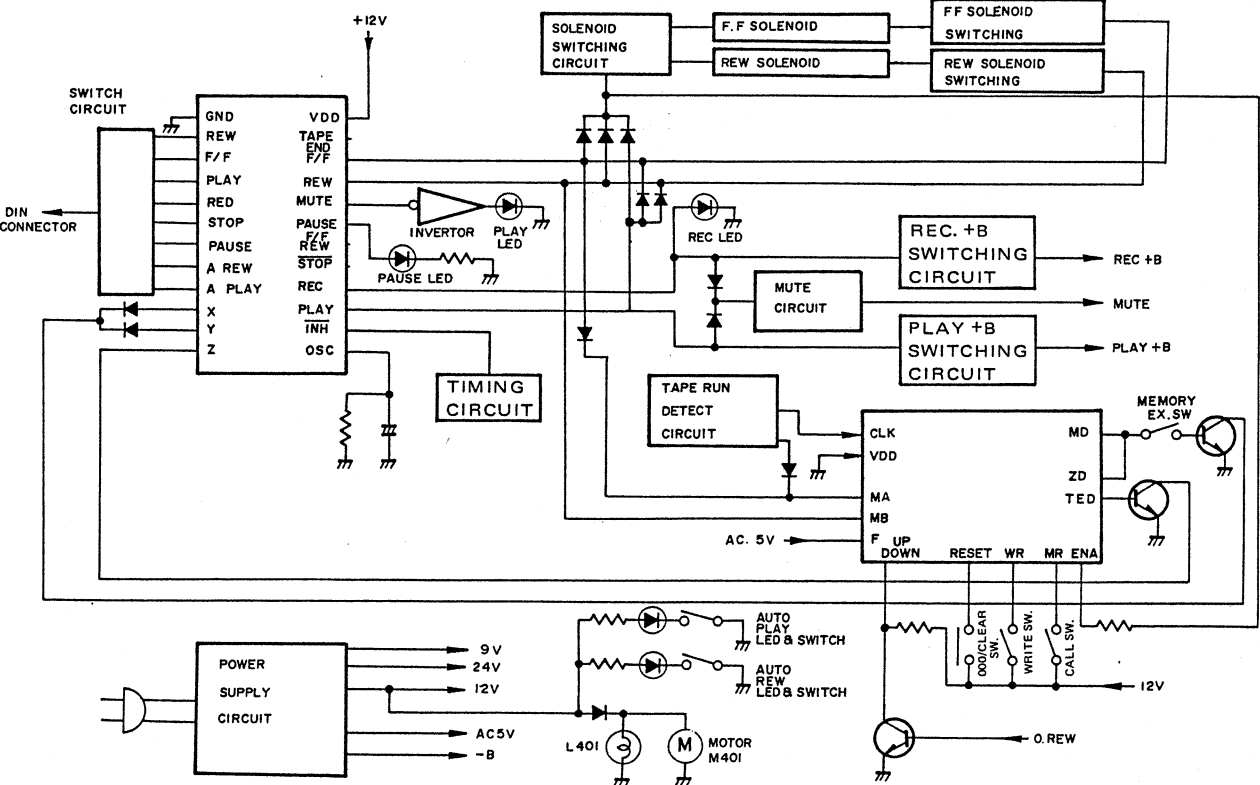 +12V
SOLENOID
SWITCHING
CIRCUIT
F.F SOLENOID
FF SOLENOID
SWITCHING
REW SOLENOID
REW SOLENOID
SWITCHING
SWITCH
CIRCUIT
DIN
CONNECTOR
GND
REW
F/F
PLAY
RED
STOP
PAUSE
A REW
A PLAY
X
Y
Z
VDD
TAPE
END
F/F
REW
MUTE
PAUSE
F/F
REW
STOP
REC
PLAY
INH
OSC
INVERTOR
PLAY
LED
PAUSE LED
REC LED
REC. +B
SWITCHING
CIRCUIT
REC +B
MUTE
CIRCUIT
MUTE
PLAY +B
SWITCHING
CIRCUIT
PLAY +B
TIMING
CIRCUIT
TAPE RUN
DETECT
CIRCUIT
MEMORY
EX.SW
CLK
VDD
MA
MB
F
UP
DOWN
RESET
WR
MR
ENA
MD
ZD
TED
AC. 5V
000/CLEAR
SW.
WRITE SW.
CALL SW.
12V
O.REW
POWER
SUPPLY
CIRCUIT
9V
24V
12V
AC5V
-B
AUTO
PLAY
LED & SWITCH
AUTO
REW
LED & SWITCH
L401
M
MOTOR
M401